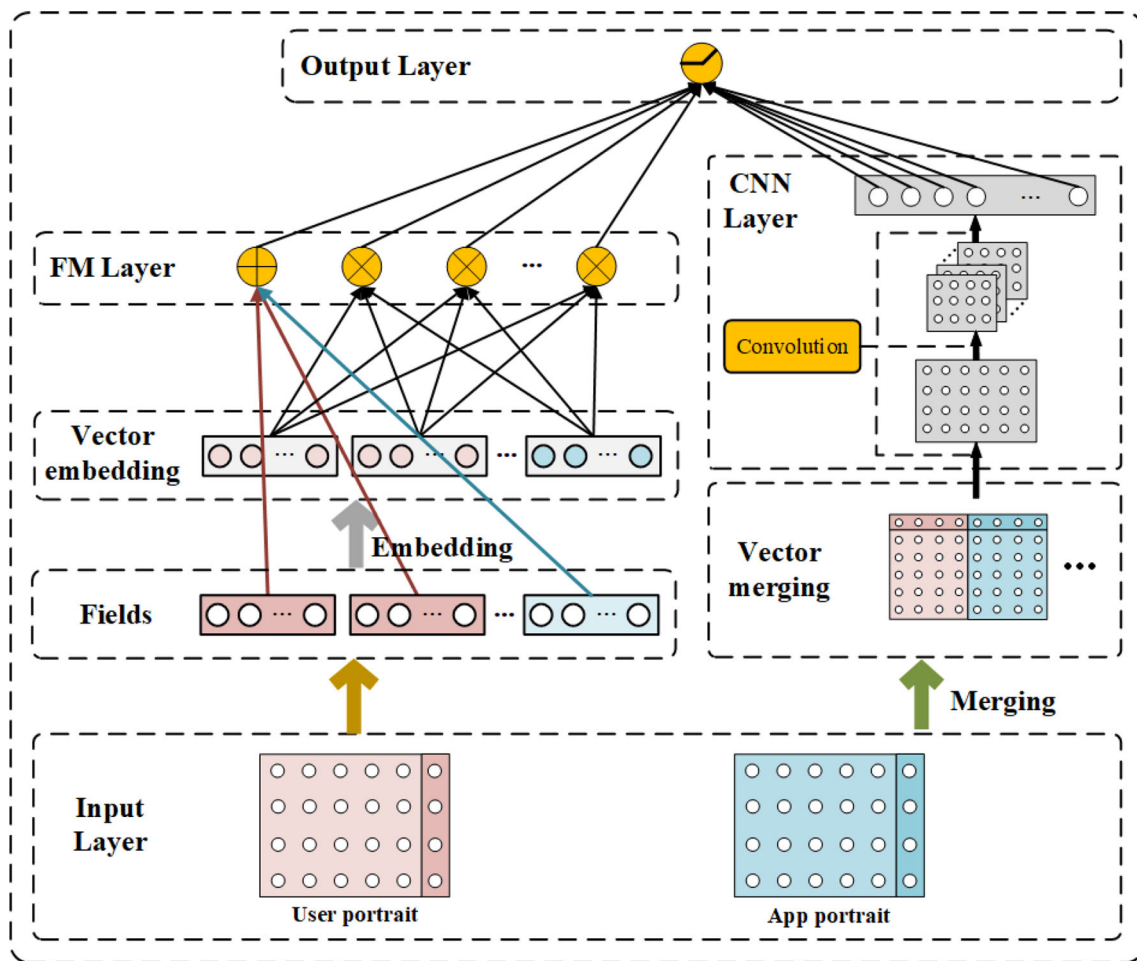 Output Layer
CNN
Layer
FM Layer
...
...
Convolution
Vector
embedding
... ... ... ...
Embedding
Vector
merging
...
Fields
... ... ... ...
Merging
Input
Layer
User portrait
App portrait